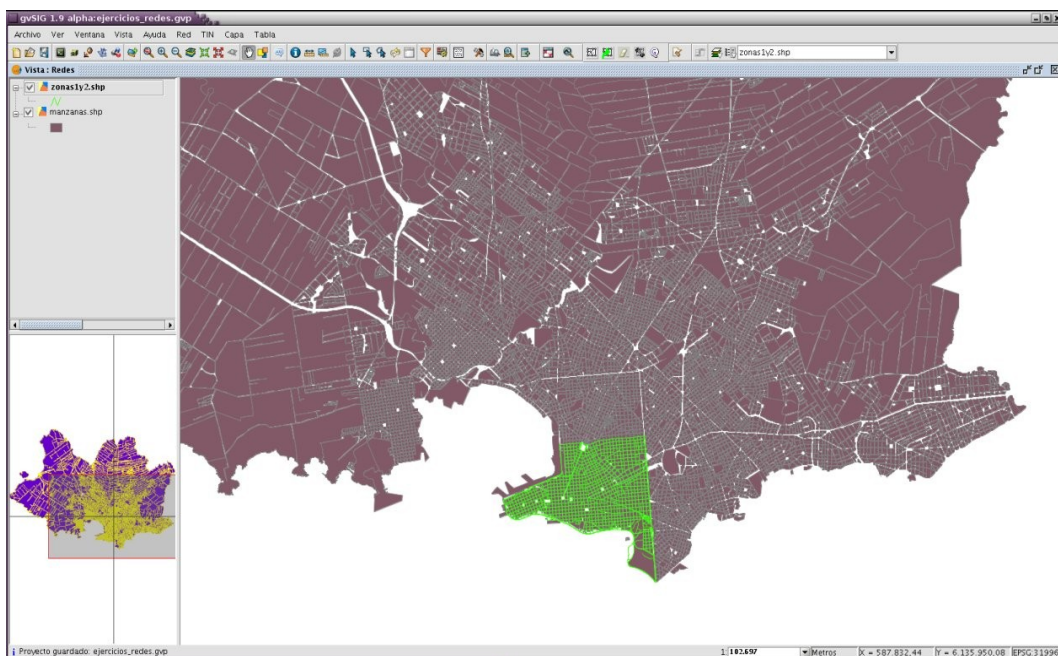 gvSIG 1.9 alpha:ejercicios_redes.gvp
Archivo Ver Ventana Vista Ayuda Red TIN Capa Tabla
zonas1y2.shp
Vista : Redes
zonas1y2.shp
manzanas.shp
Proyecto guardado: ejercicios_redes.gvp 1: 102.697 Metros X = 587.832,44 Y = 6.135.950,08 EPSG:31996